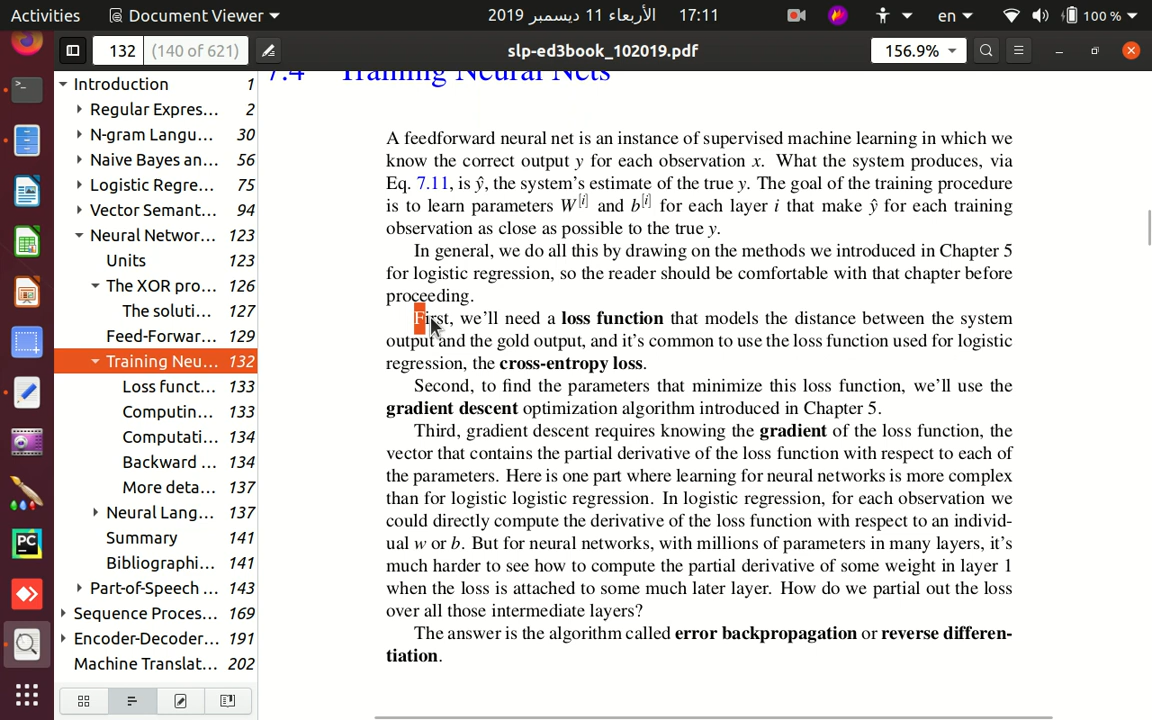 Activities Document Viewer الأربعاء 11 ديسمبر 2019 17:11 en 100 %
132 (140 of 621) slp-ed3book_102019.pdf 156.9%
Introduction 1
Regular Expres... 2
N-gram Langu... 30
Naive Bayes an... 56
Logistic Regre... 75
Vector Semant... 94
Neural Networ... 123
Units 123
The XOR pro... 126
The soluti... 127
Feed-Forwar... 129
Training Neu... 132
Loss funct... 133
Computin... 133
Computati... 134
Backward ... 134
More deta... 137
Neural Lang... 137
Summary 141
Bibliographi... 141
Part-of-Speech ... 143
Sequence Proces... 169
Encoder-Decoder... 191
Machine Translat... 202
PC
7.4 Training Neural Nets
A feedforward neural net is an instance of supervised machine learning in which we
know the correct output y for each observation x. What the system produces, via
Eq. 7.11, is ŷ, the system's estimate of the true y. The goal of the training procedure
is to learn parameters W[i] and b[i] for each layer i that make ŷ for each training
observation as close as possible to the true y.
In general, we do all this by drawing on the methods we introduced in Chapter 5
for logistic regression, so the reader should be comfortable with that chapter before
proceeding.
First, we'll need a loss function that models the distance between the system
output and the gold output, and it's common to use the loss function used for logistic
regression, the cross-entropy loss.
Second, to find the parameters that minimize this loss function, we'll use the
gradient descent optimization algorithm introduced in Chapter 5.
Third, gradient descent requires knowing the gradient of the loss function, the
vector that contains the partial derivative of the loss function with respect to each of
the parameters. Here is one part where learning for neural networks is more complex
than for logistic logistic regression. In logistic regression, for each observation we
could directly compute the derivative of the loss function with respect to an individ-
ual w or b. But for neural networks, with millions of parameters in many layers, it's
much harder to see how to compute the partial derivative of some weight in layer 1
when the loss is attached to some much later layer. How do we partial out the loss
over all those intermediate layers?
The answer is the algorithm called error backpropagation or reverse differen-
tiation.